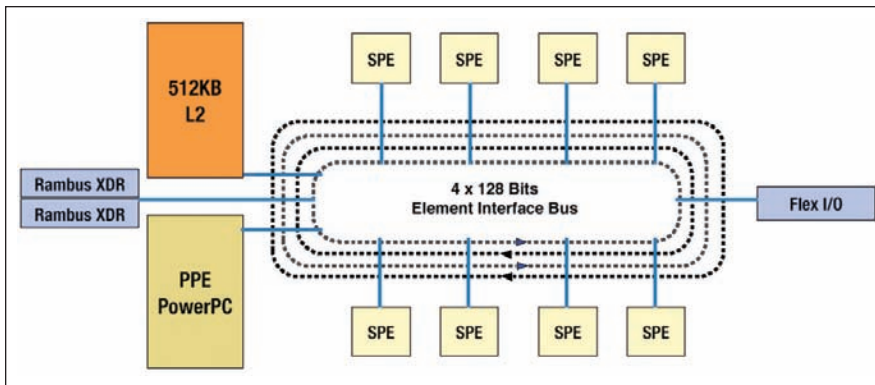 SPE
SPE
SPE
SPE
512KB
L2
Rambus XDR
Rambus XDR
4 x 128 Bits
Element Interface Bus
Flex I/O
PPE
PowerPC
SPE
SPE
SPE
SPE